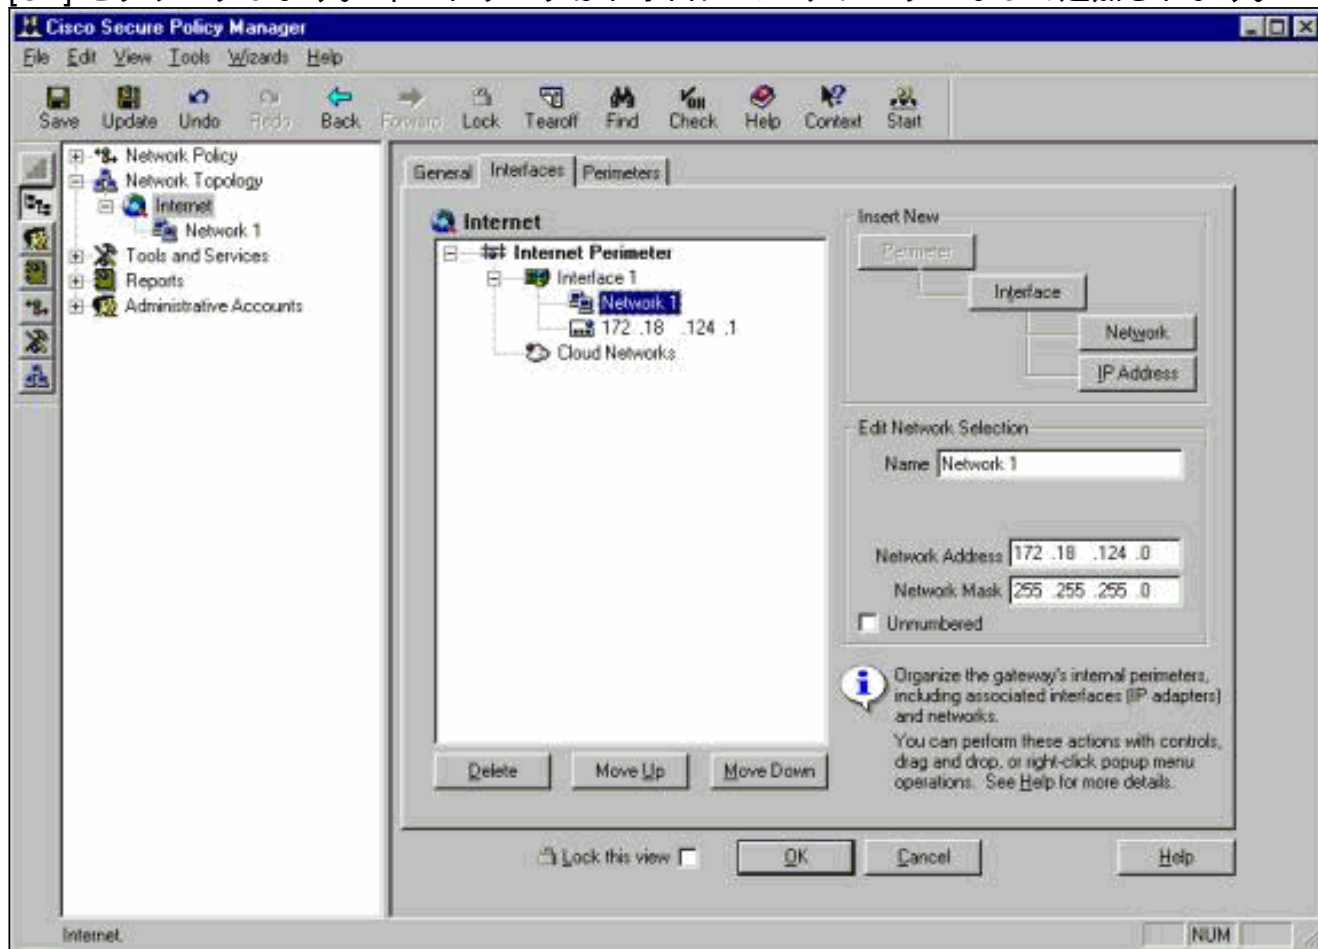 Cisco Secure Policy Manager
File Edit View Tools Wizards Help
Save Update Undo Redo Back Forward Lock Tearoff Find Check Help Context Start
Network Policy
Network Topology
Internet
Network 1
Tools and Services
Reports
Administrative Accounts
General Interfaces Perimeters
Internet
Internet Perimeter
Interface 1
Network 1
172 .18 .124 .1
Cloud Networks
Delete Move Up Move Down
Insert New
Perimeter
Interface
Network
IP Address
Edit Network Selection
Name Network 1
Network Address 172 .18 .124 .0
Network Mask 255 .255 .255 .0
Unnumbered
Organize the gateway's internal perimeters,
including associated interfaces (IP adapters)
and networks.
You can perform these actions with controls,
drag and drop, or right-click popup menu
operations. See Help for more details.
Lock this view OK Cancel Help
Internet. NUM